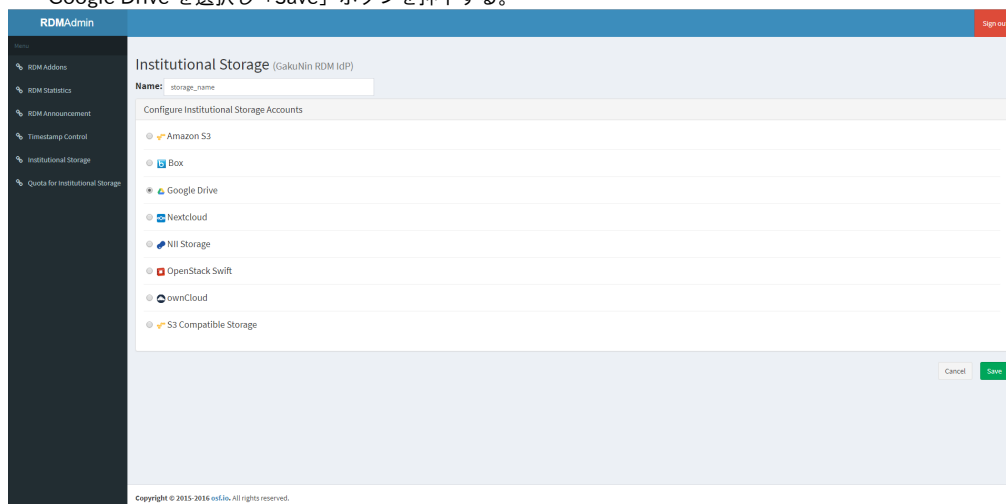 Google Drive を選択し「Save」ボタンを押下する。
RDMAdmin
Sign out
Menu
RDM Addons
RDM Statistics
RDM Announcement
Timestamp Control
Institutional Storage
Quota for Institutional Storage
Institutional Storage (GakuNin RDM IdP)
Name: storage_name
Configure Institutional Storage Accounts
Amazon S3
Box
Google Drive
Nextcloud
NII Storage
OpenStack Swift
ownCloud
S3 Compatible Storage
Cancel
Save
Copyright © 2015-2016 osf.io. All rights reserved.